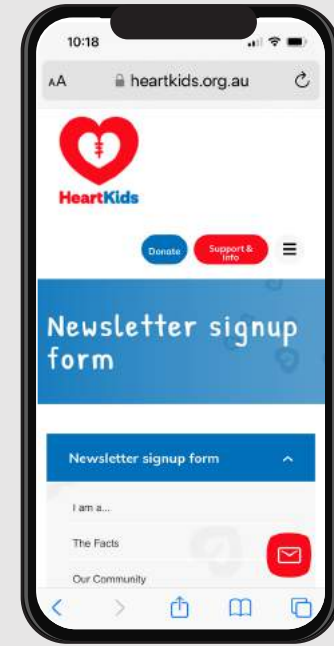 10:18
AA heartkids.org.au
HeartKids
Donate
Support &
Info
Newsletter signup
form
Newsletter signup form
I am a...
The Facts
Our Community